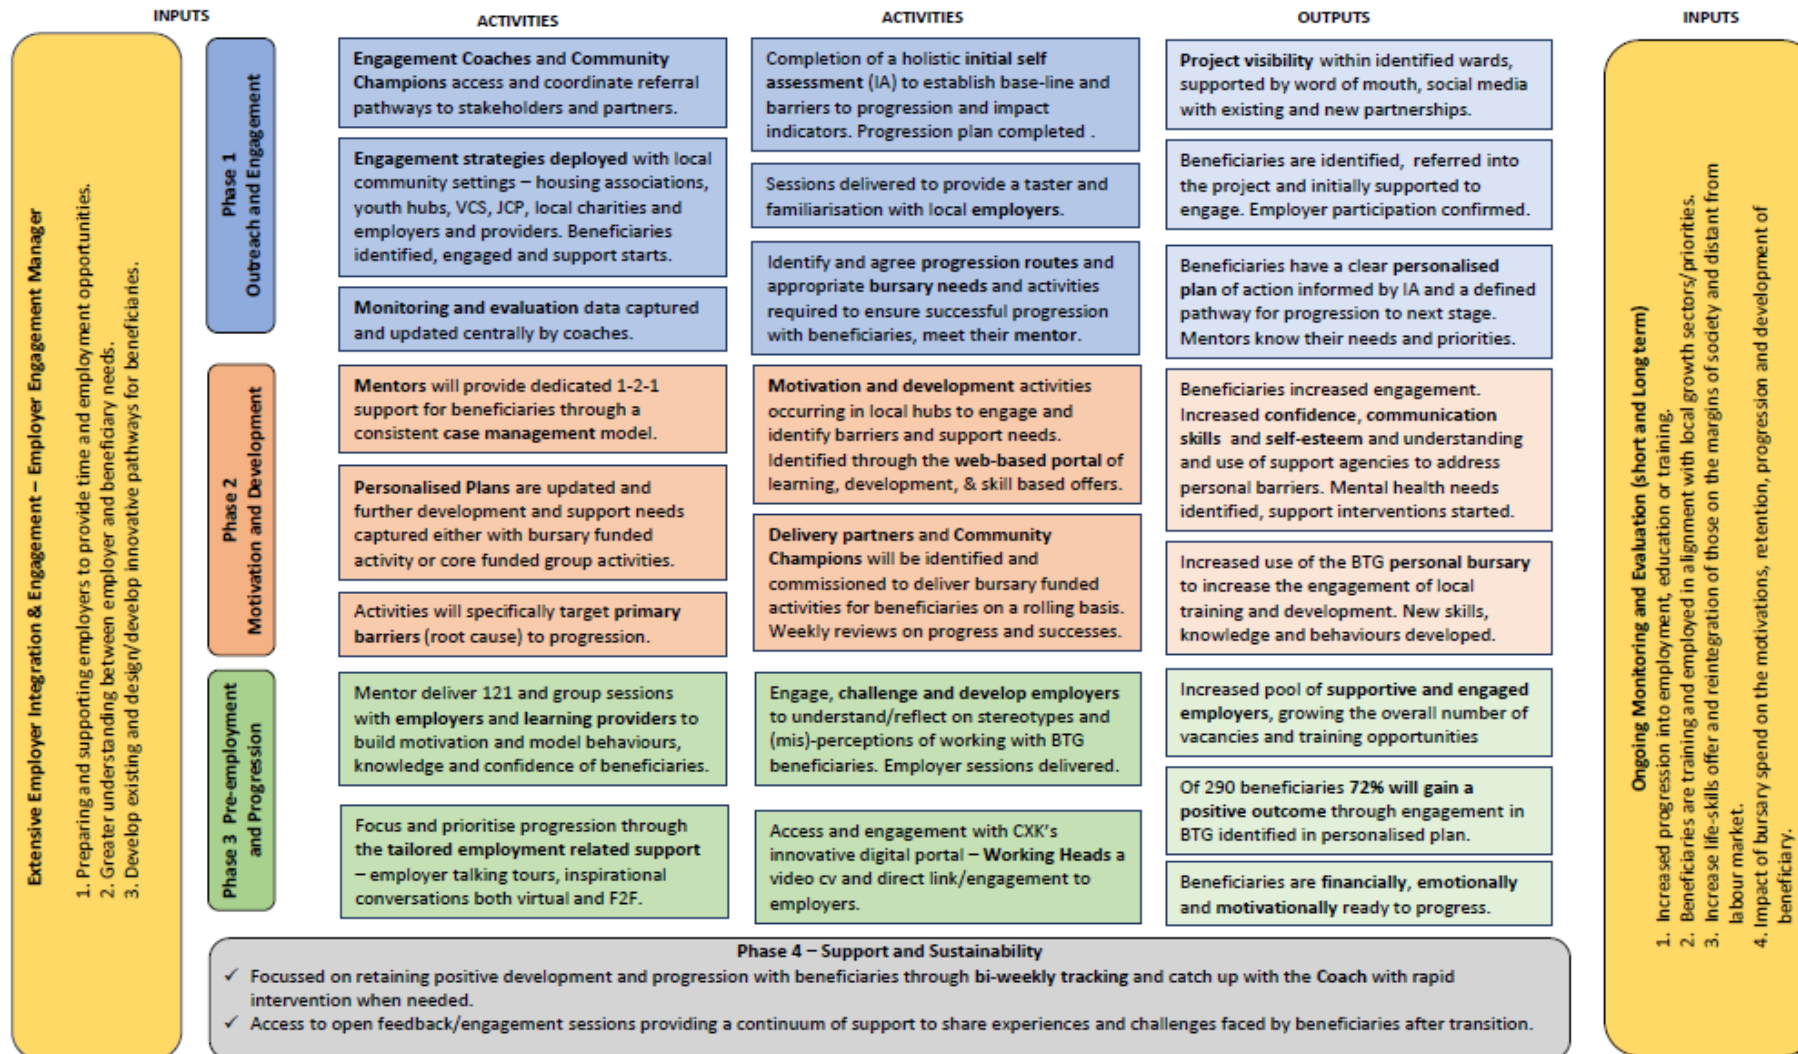 INPUTS
ACTIVITIES
ACTIVITIES
OUTPUTS
INPUTS
Extensive Employer Integration & Engagement – Employer Engagement Manager
1. Preparing and supporting employers to provide time and employment opportunities.
2. Greater understanding between employer and beneficiary needs.
3. Develop existing and design/develop innovative pathways for beneficiaries.
Phase 1
Outreach and Engagement
Engagement Coaches and Community
Champions access and coordinate referral
pathways to stakeholders and partners.
Engagement strategies deployed with local
community settings – housing associations,
youth hubs, VCS, JCP, local charities and
employers and providers. Beneficiaries
identified, engaged and support starts.
Monitoring and evaluation data captured
and updated centrally by coaches.
Completion of a holistic initial self
assessment (IA) to establish base-line and
barriers to progression and impact
indicators. Progression plan completed .
Sessions delivered to provide a taster and
familiarisation with local employers.
Identify and agree progression routes and
appropriate bursary needs and activities
required to ensure successful progression
with beneficiaries, meet their mentor.
Project visibility within identified wards,
supported by word of mouth, social media
with existing and new partnerships.
Beneficiaries are identified, referred into
the project and initially supported to
engage. Employer participation confirmed.
Beneficiaries have a clear personalised
plan of action informed by IA and a defined
pathway for progression to next stage.
Mentors know their needs and priorities.
Phase 2
Motivation and Development
Mentors will provide dedicated 1-2-1
support for beneficiaries through a
consistent case management model.
Personalised Plans are updated and
further development and support needs
captured either with bursary funded
activity or core funded group activities.
Activities will specifically target primary
barriers (root cause) to progression.
Motivation and development activities
occurring in local hubs to engage and
identify barriers and support needs.
Identified through the web-based portal of
learning, development, & skill based offers.
Delivery partners and Community
Champions will be identified and
commissioned to deliver bursary funded
activities for beneficiaries on a rolling basis.
Weekly reviews on progress and successes.
Beneficiaries increased engagement.
Increased confidence, communication
skills and self-esteem and understanding
and use of support agencies to address
personal barriers. Mental health needs
identified, support interventions started.
Increased use of the BTG personal bursary
to increase the engagement of local
training and development. New skills,
knowledge and behaviours developed.
Phase 3 Pre-employment
and Progression
Mentor deliver 121 and group sessions
with employers and learning providers to
build motivation and model behaviours,
knowledge and confidence of beneficiaries.
Focus and prioritise progression through
the tailored employment related support
– employer talking tours, inspirational
conversations both virtual and F2F.
Engage, challenge and develop employers
to understand/reflect on stereotypes and
(mis)-perceptions of working with BTG
beneficiaries. Employer sessions delivered.
Access and engagement with CXK's
innovative digital portal – Working Heads a
video cv and direct link/engagement to
employers.
Increased pool of supportive and engaged
employers, growing the overall number of
vacancies and training opportunities
Of 290 beneficiaries 72% will gain a
positive outcome through engagement in
BTG identified in personalised plan.
Beneficiaries are financially, emotionally
and motivationally ready to progress.
Phase 4 – Support and Sustainability
✓ Focussed on retaining positive development and progression with beneficiaries through bi-weekly tracking and catch up with the Coach with rapid
intervention when needed.
✓ Access to open feedback/engagement sessions providing a continuum of support to share experiences and challenges faced by beneficiaries after transition.
Ongoing Monitoring and Evaluation (short and Long term)
1. Increased progression into employment, education or training.
2. Beneficiaries are training and employed in alignment with local growth sectors/priorities.
3. Increase life-skills offer and reintegration of those on the margins of society and distant from
labour market.
4. Impact of bursary spend on the motivations, retention, progression and development of
beneficiary.